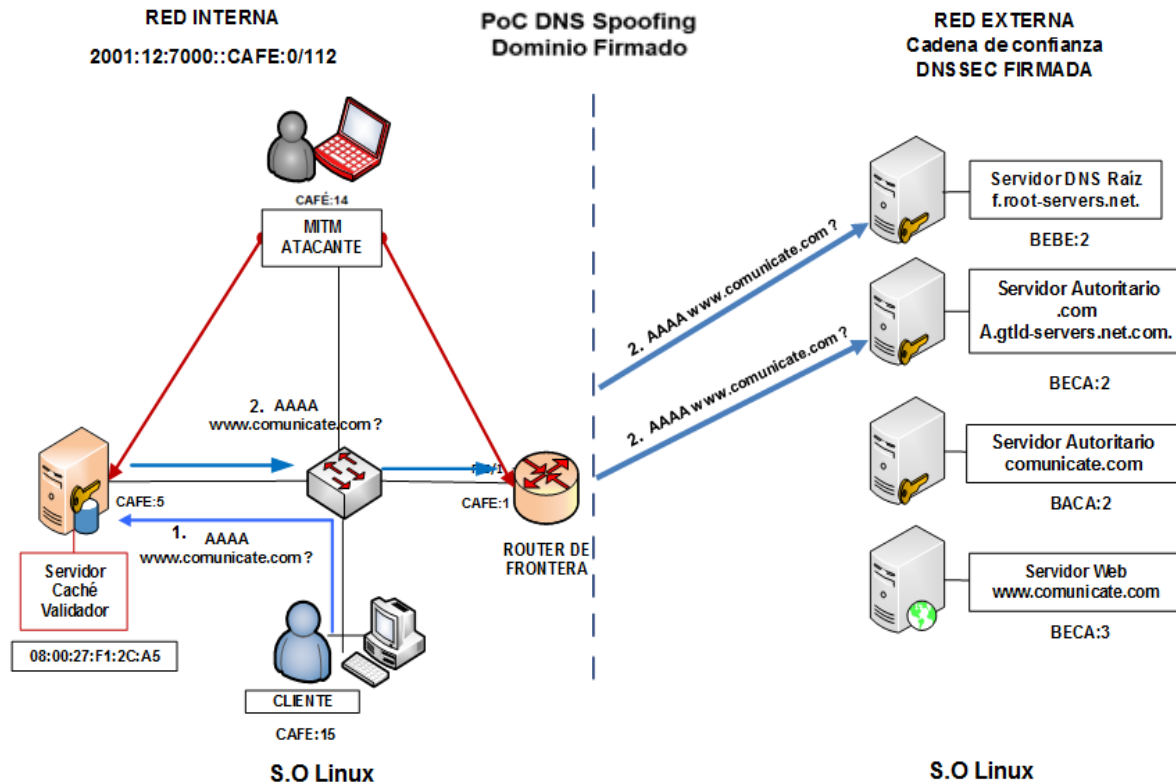 RED INTERNA
2001:12:7000::CAFE:0/112
PoC DNS Spoofing
Dominio Firmado
RED EXTERNA
Cadena de confianza
DNSSEC FIRMADA
CAFÉ:14
MITM
ATACANTE
Servidor DNS Raíz
f.root-servers.net.
BEBE:2
2. AAAA www.comunicate.com ?
Servidor Autoritario
.com
A.gtld-servers.net.com.
BECA:2
2. AAAA www.comunicate.com ?
2. AAAA
www.comunicate.com ?
CAFE:5
CAFE:1
1. AAAA
www.comunicate.com ?
ROUTER DE
FRONTERA
Servidor Autoritario
comunicate.com
BACA:2
Servidor
Caché
Validador
08:00:27:F1:2C:A5
Servidor Web
www.comunicate.com
BECA:3
CLIENTE
CAFE:15
S.O Linux
S.O Linux